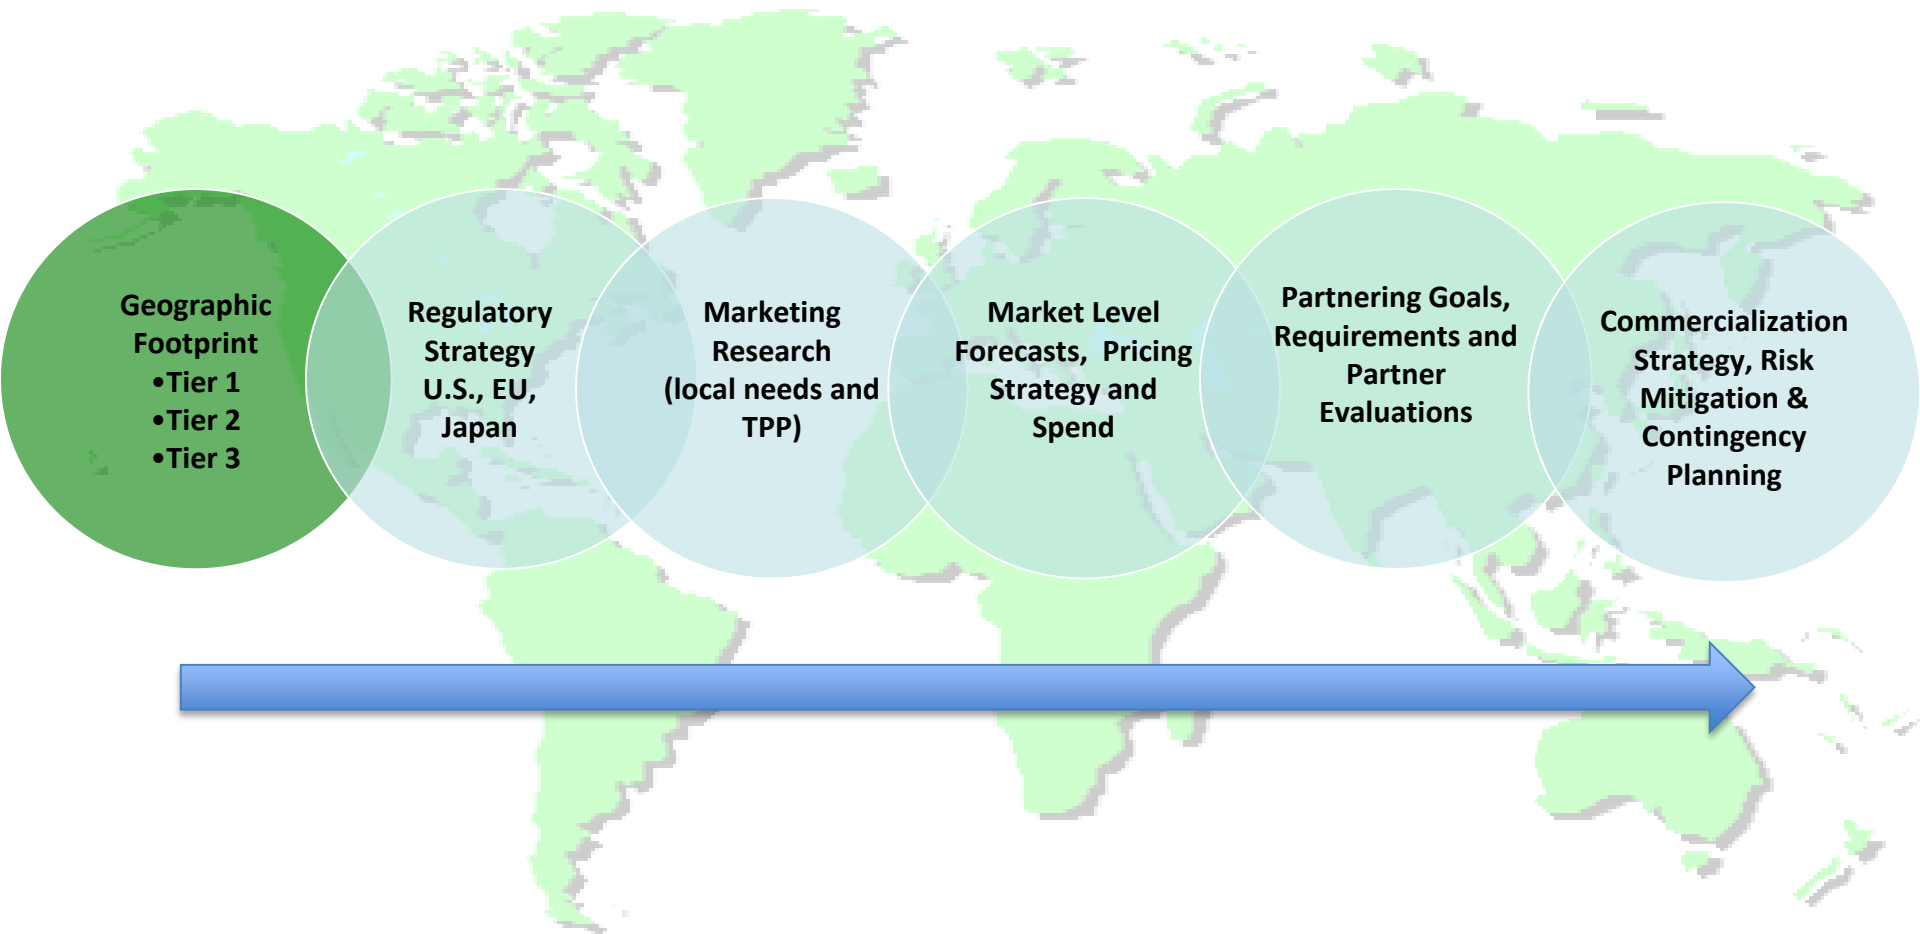 Geographic
Footprint
•Tier 1
•Tier 2
•Tier 3
Regulatory
Strategy
U.S., EU,
Japan
Marketing
Research
(local needs and
TPP)
Market Level
Forecasts, Pricing
Strategy and
Spend
Partnering Goals,
Requirements and
Partner
Evaluations
Commercialization
Strategy, Risk
Mitigation &
Contingency
Planning